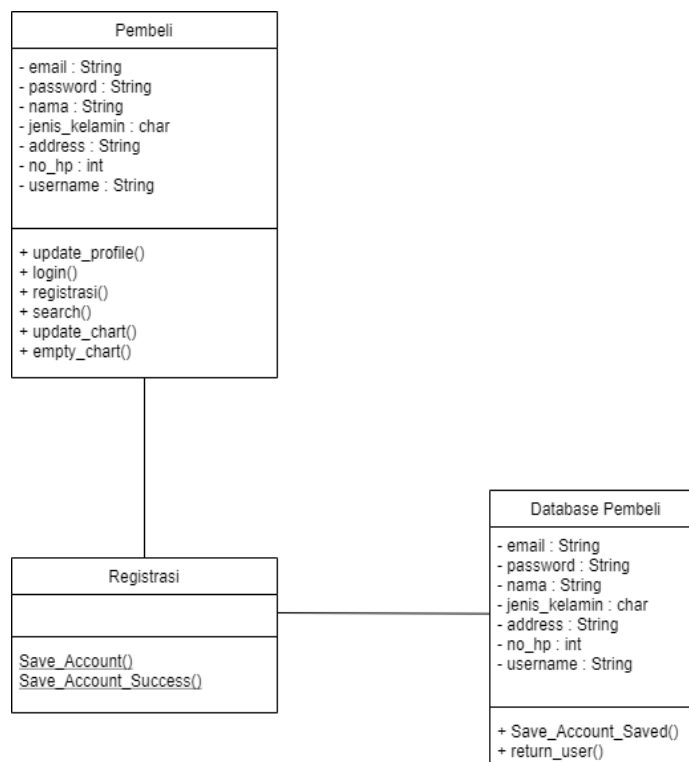 Pembeli
- email : String
- password : String
- nama : String
- jenis_kelamin : char
- address : String
- no_hp : int
- username : String
+ update_profile()
+ login()
+ registrasi()
+ search()
+ update_chart()
+ empty_chart()
Registrasi
Save_Account()
Save_Account_Success()
Database Pembeli
- email : String
- password : String
- nama : String
- jenis_kelamin : char
- address : String
- no_hp : int
- username : String
+ Save_Account_Saved()
+ return_user()